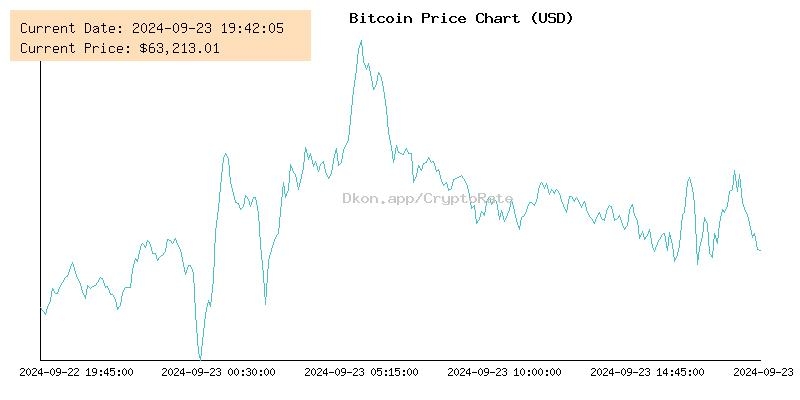 Bitcoin Price Chart (USD)
Current Date: 2024-09-23 19:42:05
Current Price: $63,213.01
Dkon.app/CryptoRate
2024-09-22 19:45:00 2024-09-23 00:30:00 2024-09-23 05:15:00 2024-09-23 10:00:00 2024-09-23 14:45:00 2024-09-23